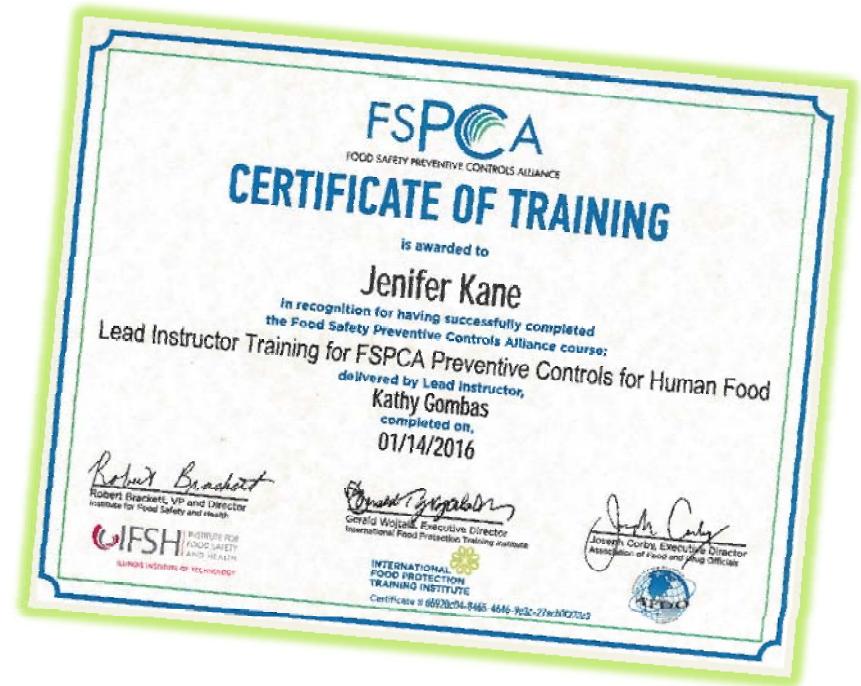 FSPCA
FOOD SAFETY PREVENTIVE CONTROLS ALLIANCE
CERTIFICATE OF TRAINING
is awarded to
Jenifer Kane
in recognition for having successfully completed
the Food Safety Preventive Controls Alliance course:
Lead Instructor Training for FSPCA Preventive Controls for Human Food
delivered by Lead Instructor,
Kathy Gombas
completed on,
01/14/2016
Robert Brackett
Robert Brackett, VP and Director
Institute for Food Safety and Health
IFSH
INSTITUTE FOR
FOOD SAFETY
AND HEALTH
ILLINOIS INSTITUTE OF TECHNOLOGY
Gerald Wojtala, Executive Director
International Food Protection Training Institute
INTERNATIONAL
FOOD PROTECTION
TRAINING INSTITUTE
Certificate #
Joseph Corby
Joseph Corby, Executive Director
Association of Food and Drug Officials
AFDO